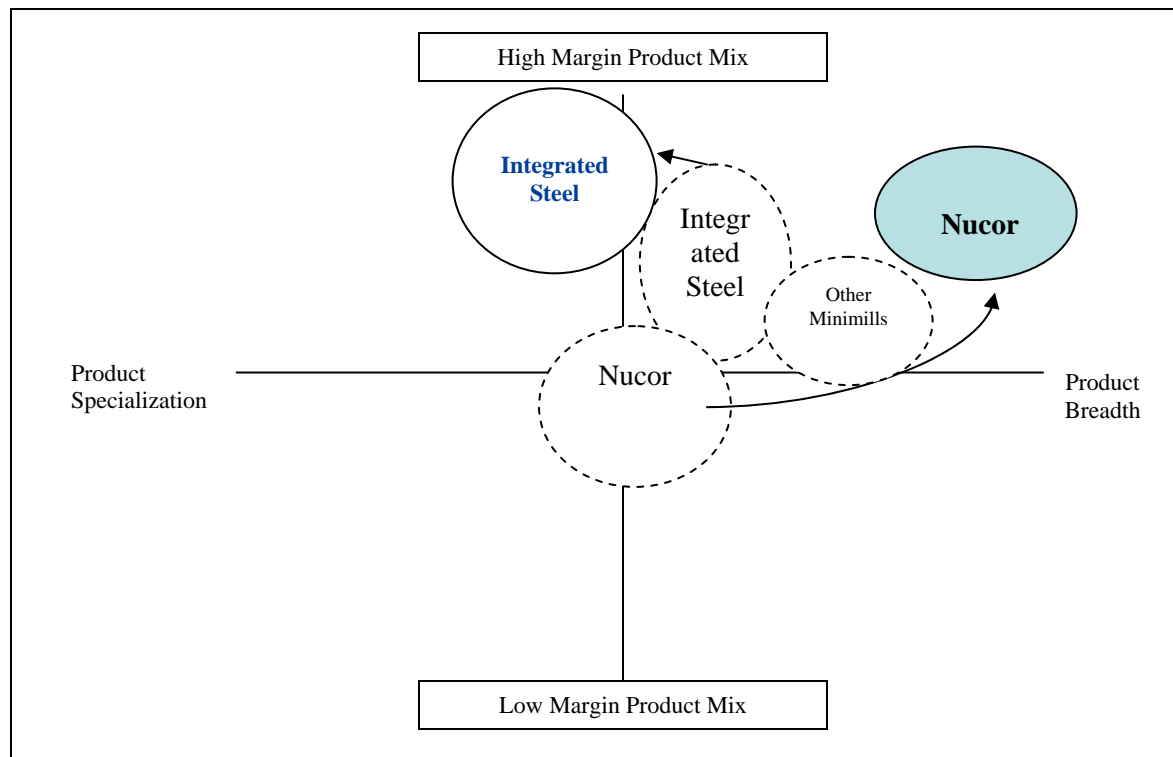 High Margin Product Mix
Integrated
Steel
Integr
ated
Steel
Nucor
Other
Minimills
Nucor
Product
Specialization
Product
Breadth
Low Margin Product Mix